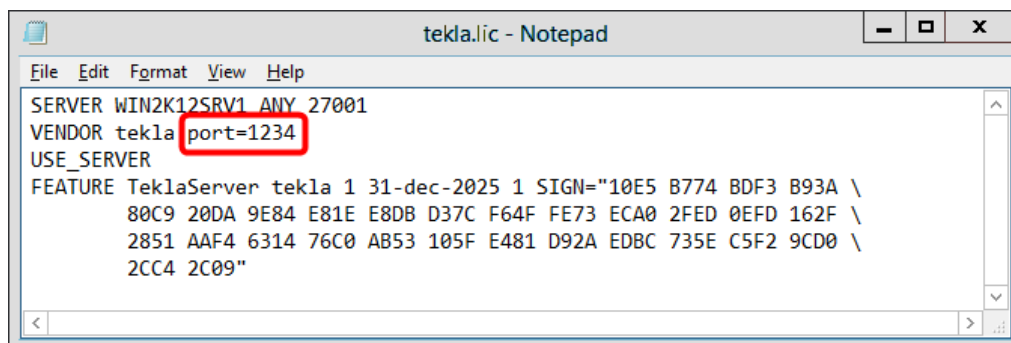 tekla.lic - Notepad
File Edit Format View Help
SERVER WIN2K12SRV1 ANY 27001
VENDOR tekla port=1234
USE_SERVER
FEATURE TeklaServer tekla 1 31-dec-2025 1 SIGN="10E5 B774 BDF3 B93A \
80C9 20DA 9E84 E81E E8DB D37C F64F FE73 ECA0 2FED 0EFD 162F \
2851 AAF4 6314 76C0 AB53 105F E481 D92A EDBC 735E C5F2 9CD0 \
2CC4 2C09"